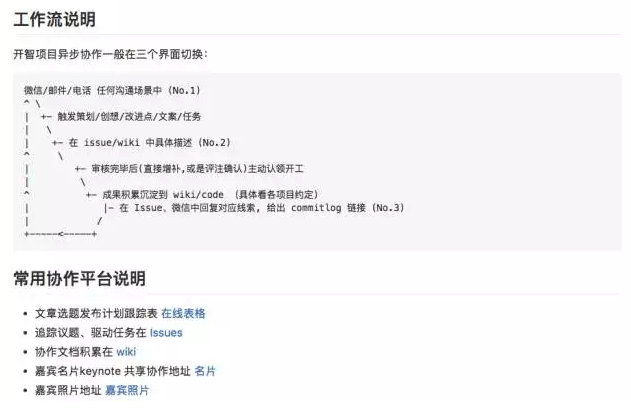 工作流说明
开智项目异步协作一般在三个界面切换：
微信/邮件/电话 任何沟通场景中 (No.1)
^ \
|  +- 触发策划/创想/改进点/文案/任务
|   \
|    +- 在 issue/wiki 中具体描述 (No.2)
^     \
|        +- 审核完毕后(直接增补,或是评注确认)主动认领开工
|         \
^          +- 成果积累沉淀到 wiki/code （具体看各项目约定)
|             |- 在 Issue、微信中回复对应线索, 给出 commitlog 链接 (No.3)
|            /
+-----<-----+
常用协作平台说明
• 文章选题发布计划跟踪表 在线表格
• 追踪议题、驱动任务在 Issues
• 协作文档积累在 wiki
• 嘉宾名片keynote 共享协作地址 名片
• 嘉宾照片地址 嘉宾照片